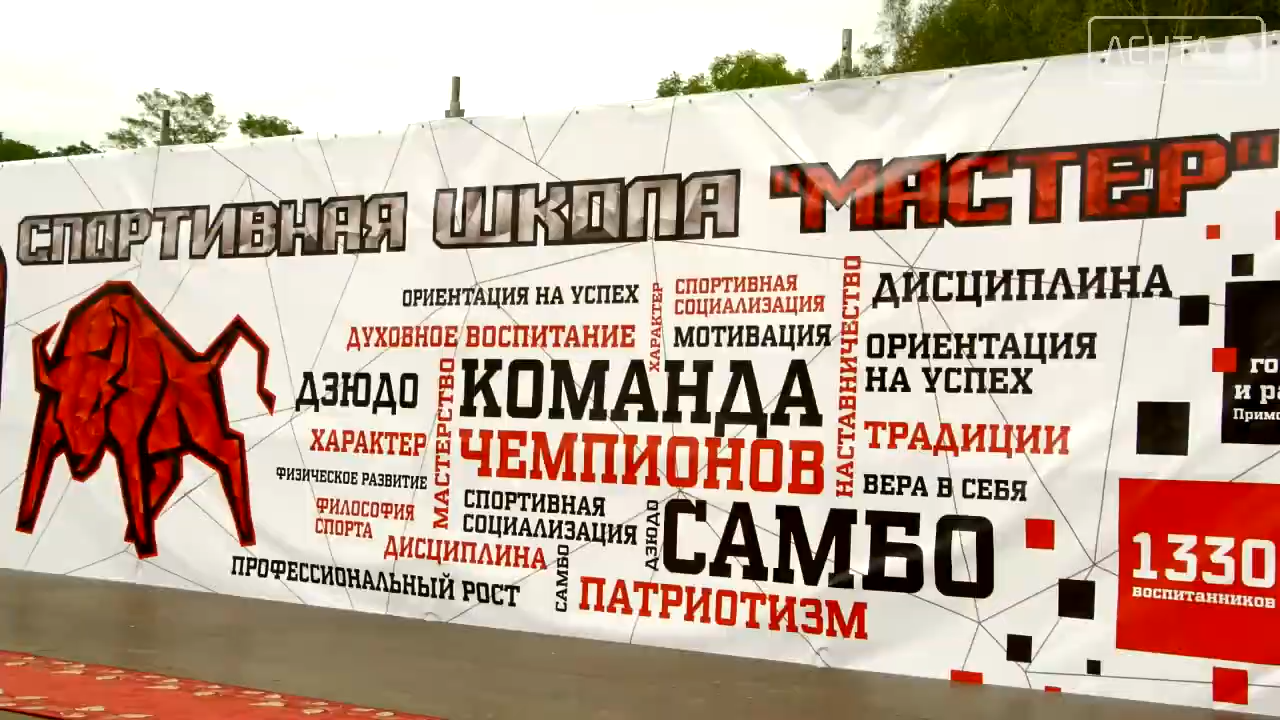 ЛЕНТА
СПОРТИВНАЯ ШКОЛА "МАСТЕР"
ОРИЕНТАЦИЯ НА УСПЕХ
ХАРАКТЕР
СПОРТИВНАЯ
СОЦИАЛИЗАЦИЯ
НАСТАВНИЧЕСТВО
ДИСЦИПЛИНА
ДУХОВНОЕ ВОСПИТАНИЕ
МОТИВАЦИЯ
ОРИЕНТАЦИЯ
НА УСПЕХ
ДЗЮДО
МАСТЕРСТВО
КОМАНДА
ЧЕМПИОНОВ
ХАРАКТЕР
ТРАДИЦИИ
ФИЗИЧЕСКОЕ РАЗВИТИЕ
ВЕРА В СЕБЯ
ФИЛОСОФИЯ
СПОРТА
СПОРТИВНАЯ
СОЦИАЛИЗАЦИЯ
ДЗЮДО
САМБО
ДИСЦИПЛИНА
САМБО
ПРОФЕССИОНАЛЬНЫЙ РОСТ
ПАТРИОТИЗМ
1330
воспитанников